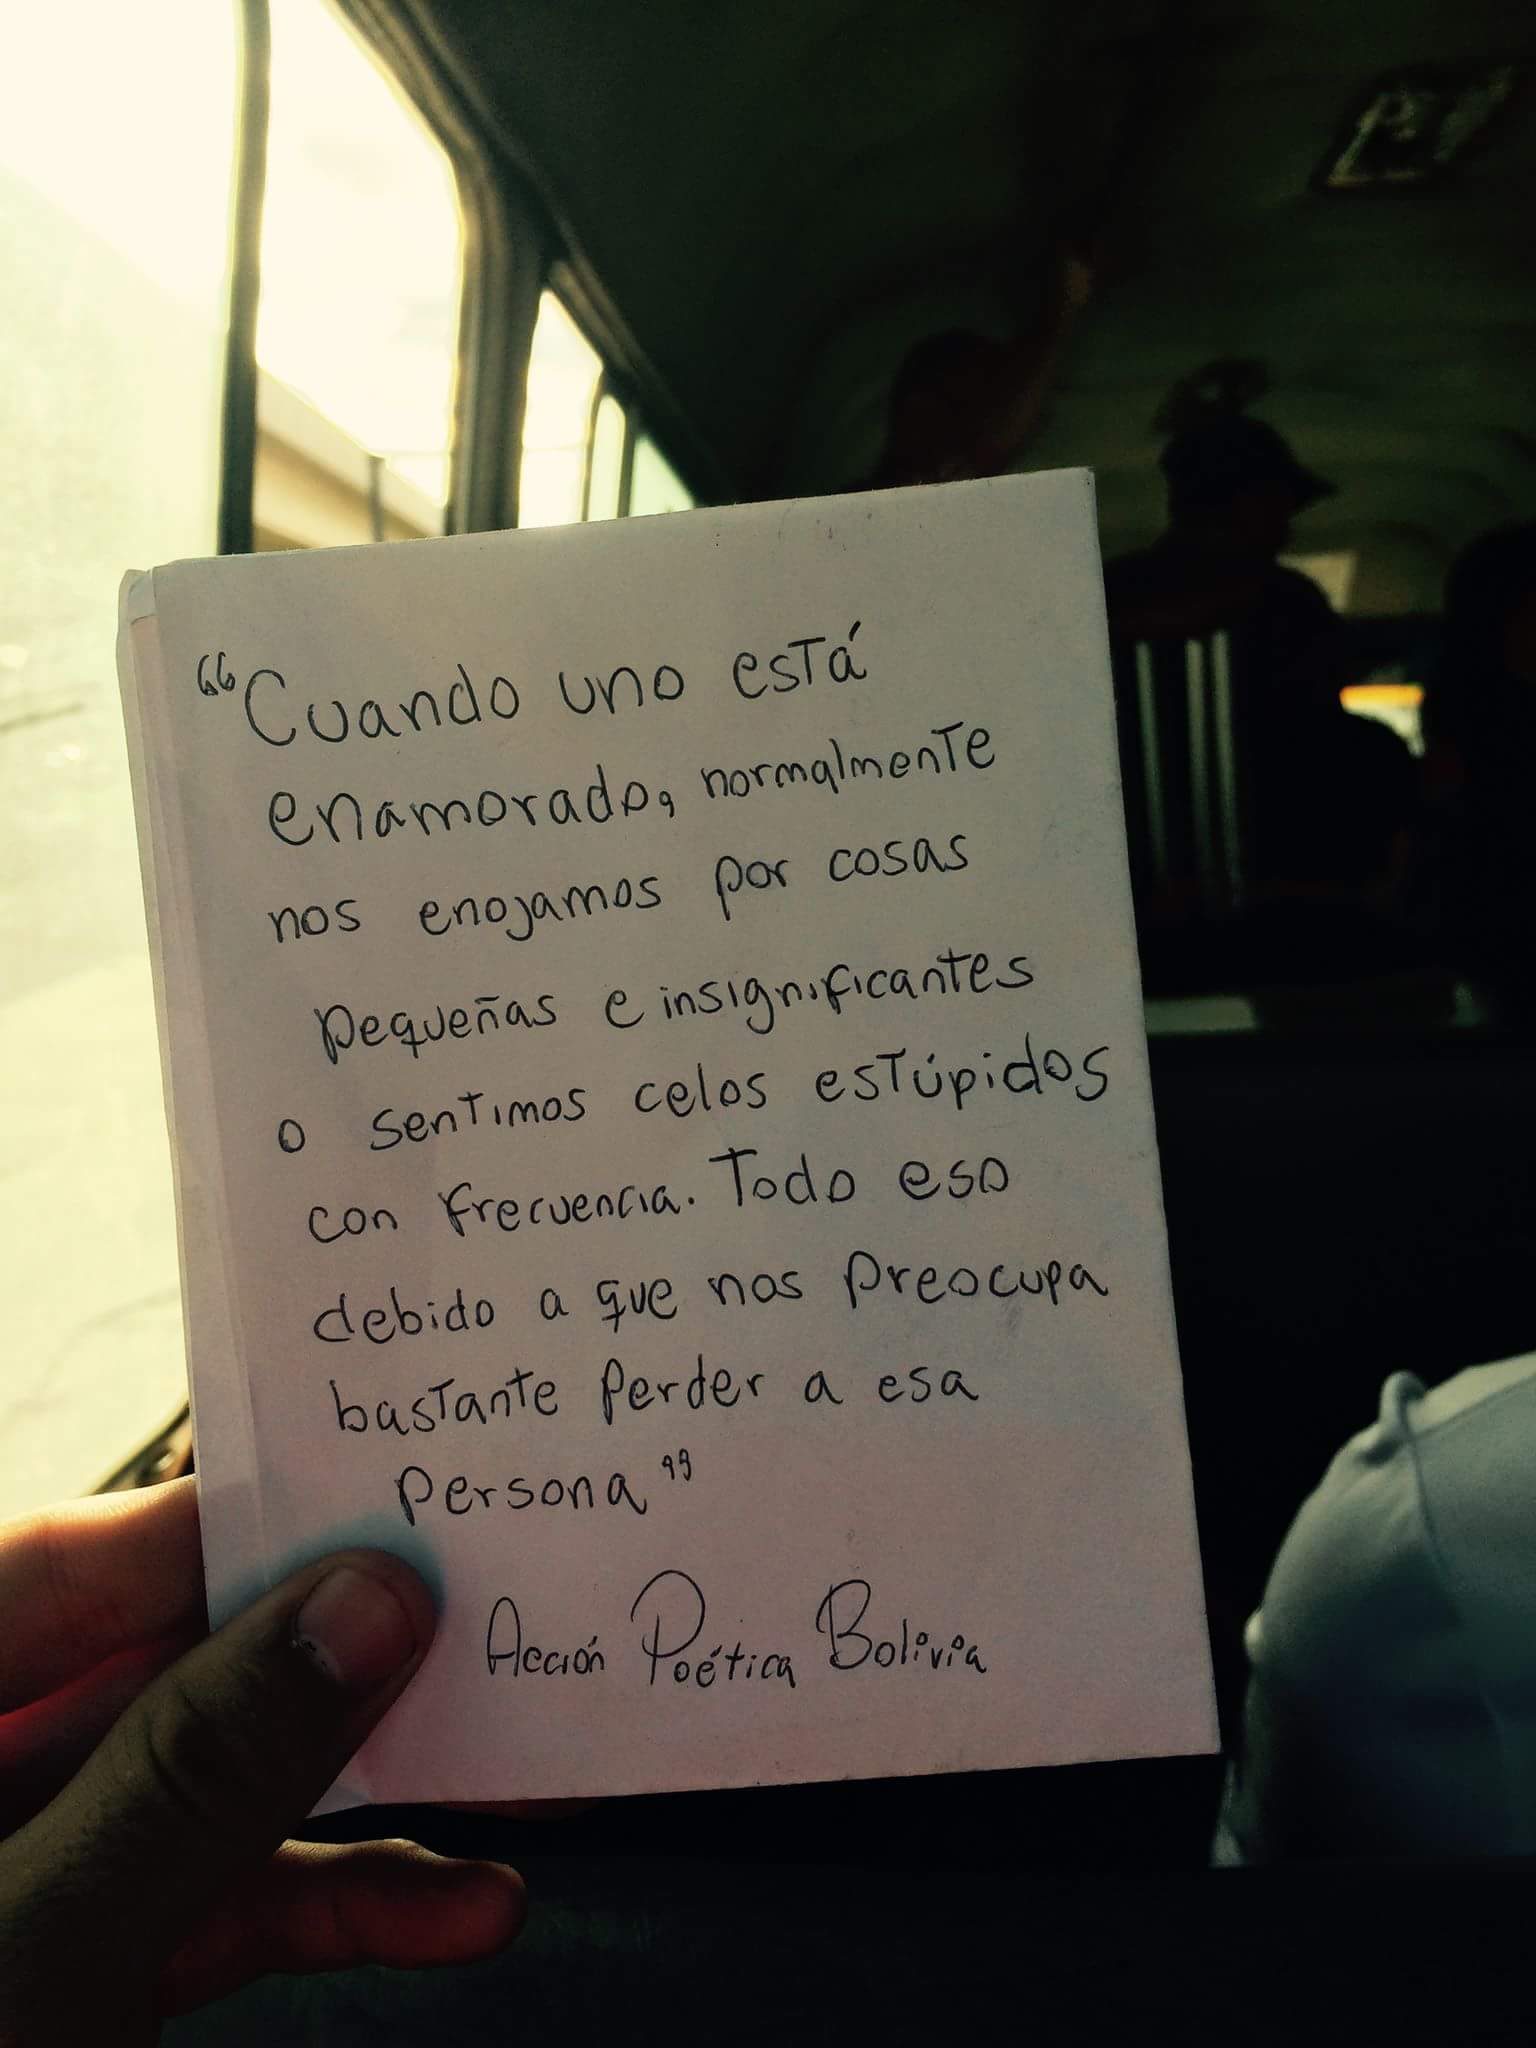 “Cuando uno está
enamorado, normalmente
nos enojamos por cosas
pequeñas e insignificantes
o sentimos celos estúpidos
con frecuencia. Todo eso
debido a que nos preocupa
bastante perder a esa
persona”
Acción Poética Bolivia